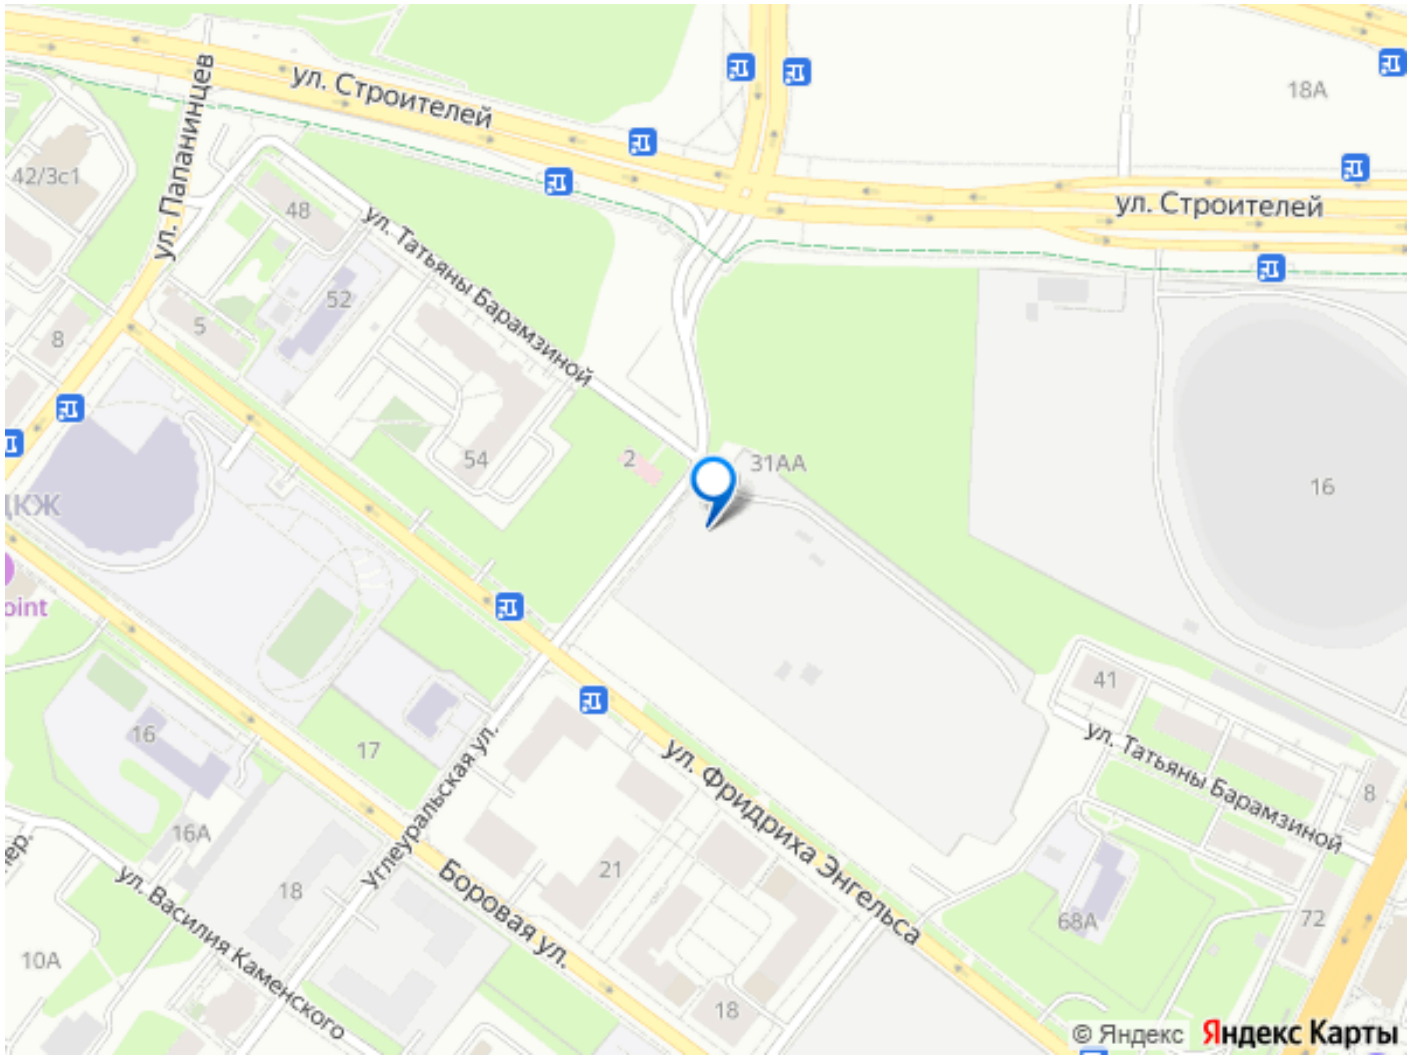 ул. Строителей
18А
ул. Папанинцев
42/3с1
48
ул. Татьяны Барамзиной
ул. Строителей
52
5
8
54
2
31АА
16
ДКЖ
oint
41
16
17
Углеуральская ул.
ул. Фридриха Энгельса
ул. Татьяны Барамзиной
8
16А
21
18
Боровая ул.
пер.
ул. Василия Каменского
68А
72
10А
18
© Яндекс Яндекс Карты